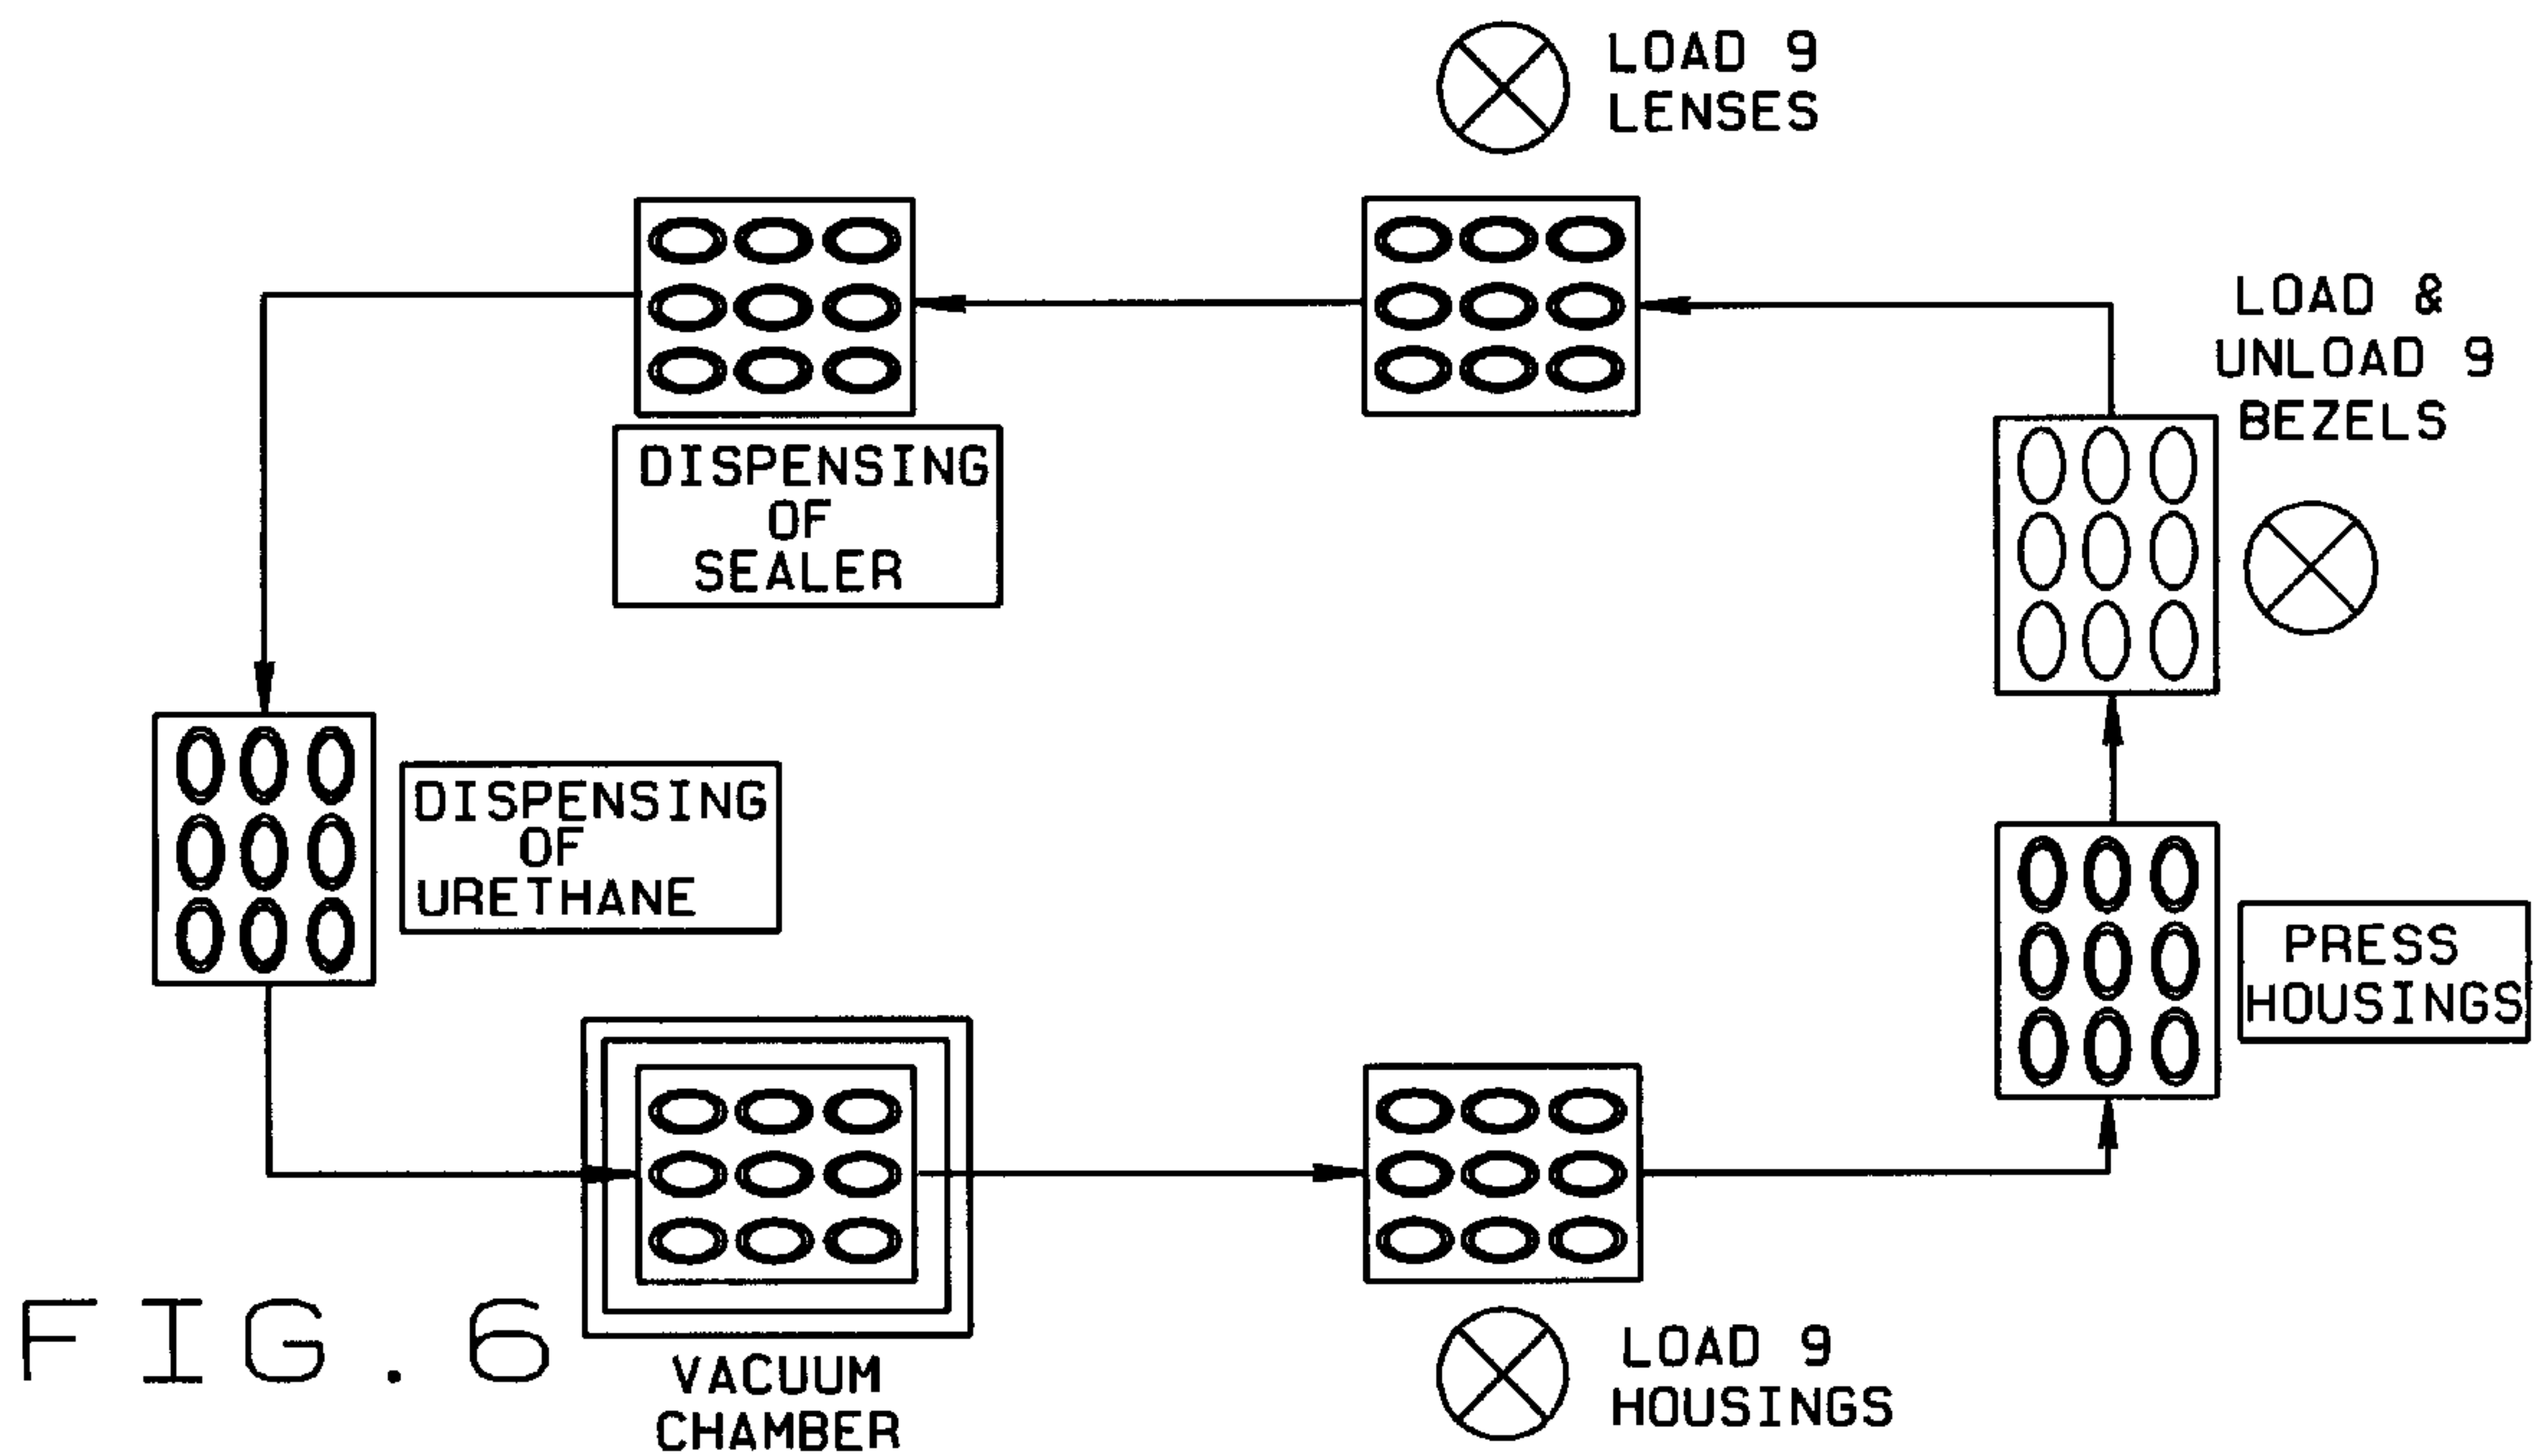 LOAD 9
LENSES
LOAD &
UNLOAD 9
BEZELS
DISPENSING
OF
SEALER
DISPENSING
OF
URETHANE
PRESS
HOUSINGS
VACUUM
CHAMBER
LOAD 9
HOUSINGS
FIG. 6